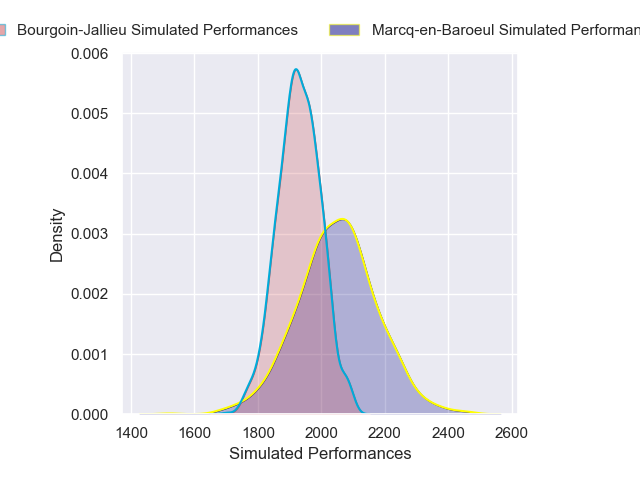 Bourgoin-Jallieu Simulated Performances Marcq-en-Baroeul Simulated
0.006
0.005
0.004
0.003
0.002
0.001
0.000
Density
1400 1600 1800 2000 2200 2400 2600
Simulated Performances